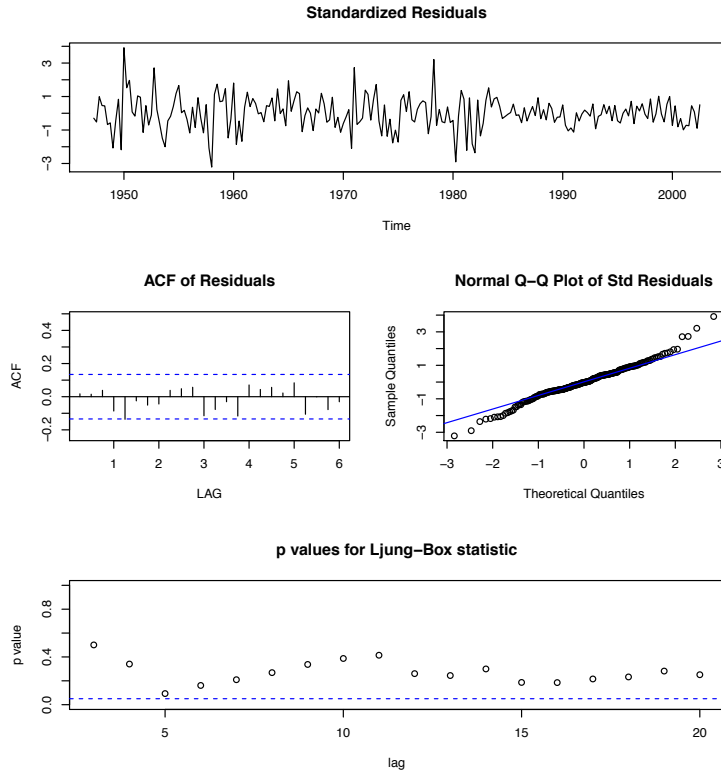 Standardized Residuals
3
1
−1
−3
1950 1960 1970 1980 1990 2000
Time
ACF of Residuals
ACF
0.4
0.2
0.0
−0.2
1 2 3 4 5 6
LAG
Normal Q−Q Plot of Std Residuals
Sample Quantiles
3
1
−1
−3
−3 −2 −1 0 1 2 3
Theoretical Quantiles
p values for Ljung−Box statistic
p value
0.8
0.4
0.0
5 10 15 20
lag